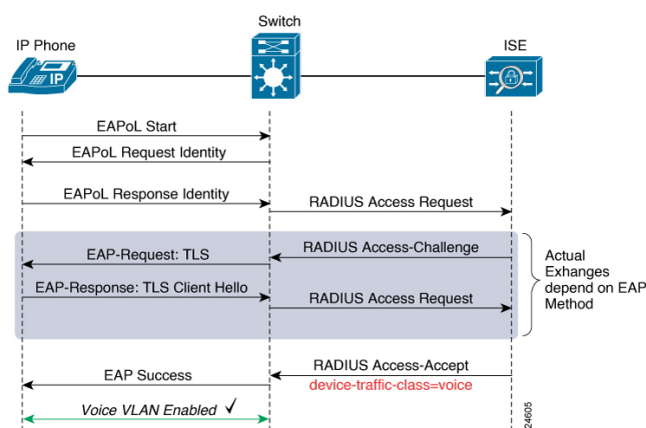 Switch
IP Phone
ISE
IP
EAPoL Start
EAPoL Request Identity
EAPoL Response Identity
RADIUS Access Request
RADIUS Access-Challenge
EAP-Request: TLS
EAP-Response: TLS Client Hello
RADIUS Access Request
Actual
Exhanges
depend on EAP
Method
RADIUS Access-Accept
EAP Success
device-traffic-class=voice
Voice VLAN Enabled ✓
24605